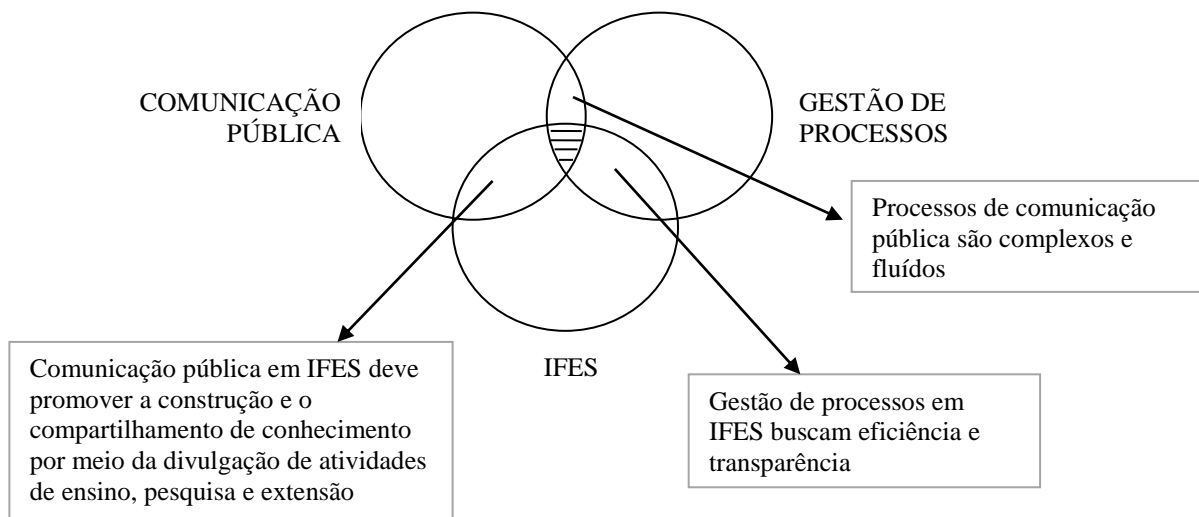 COMUNICAÇÃO
PÚBLICA
GESTÃO DE
PROCESSOS
Processos de comunicação
pública são complexos e
fluídos
IFES
Comunicação pública em IFES deve
promover a construção e o
compartilhamento de conhecimento
por meio da divulgação de atividades
de ensino, pesquisa e extensão
Gestão de processos em
IFES buscam eficiência e
transparência